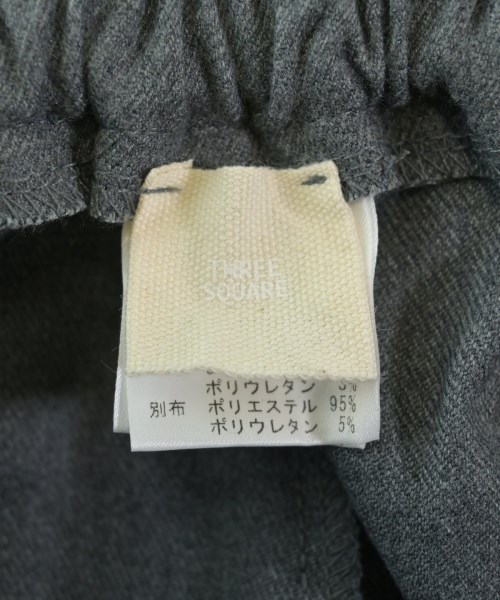 THREE
SQUARE
ポリウレタン 3%
別布 ポリエステル 95%
ポリウレタン 5%